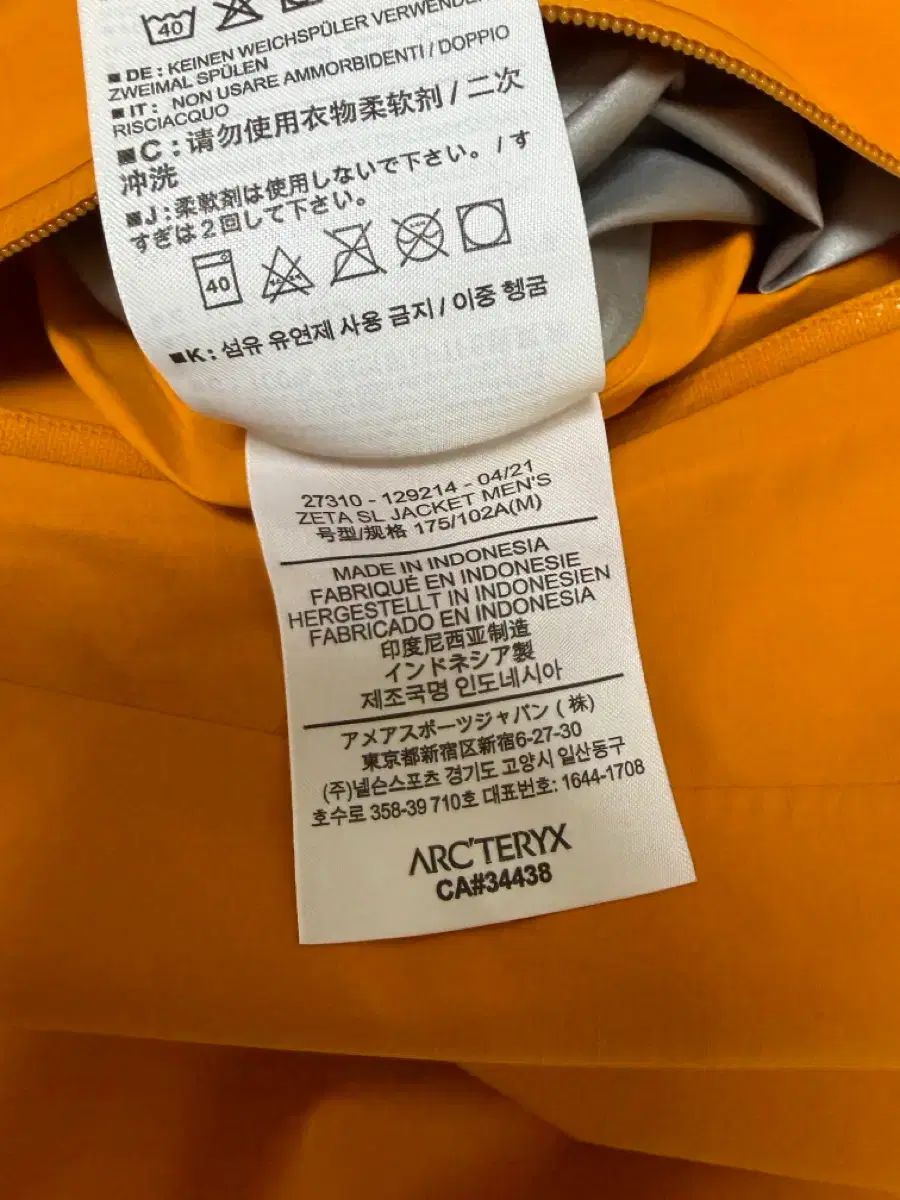 40
■DE : KEINEN WEICHSPÜLER VERWENDEN
ZWEIMAL SPÜLEN
■IT : NON USARE AMMORBIDENTI / DOPPIO
RISCIACQUO
■C : 请勿使用衣物柔软剂 / 二次
冲洗
■J : 柔軟剤は使用しないで下さい。/ す
すぎは2回して下さい。
40
■K : 섬유 유연제 사용 금지 / 이중 헹굼
27310 - 129214 - 04/21
ZETA SL JACKET MEN'S
号型/规格 175/102A(M)
MADE IN INDONESIA
FABRIQUÉ EN INDONESIE
HERGESTELLT IN INDONESIEN
FABRICADO EN INDONESIA
印度尼西亚制造
インドネシア製
제조국명 인도네시아
アメアスポーツジャパン ( 株)
東京都新宿区新宿6-27-30
(주)넬슨스포츠 경기도 고양시 일산동구
호수로 358-39 710호 대표번호: 1644-1708
ARC'TERYX
CA#34438